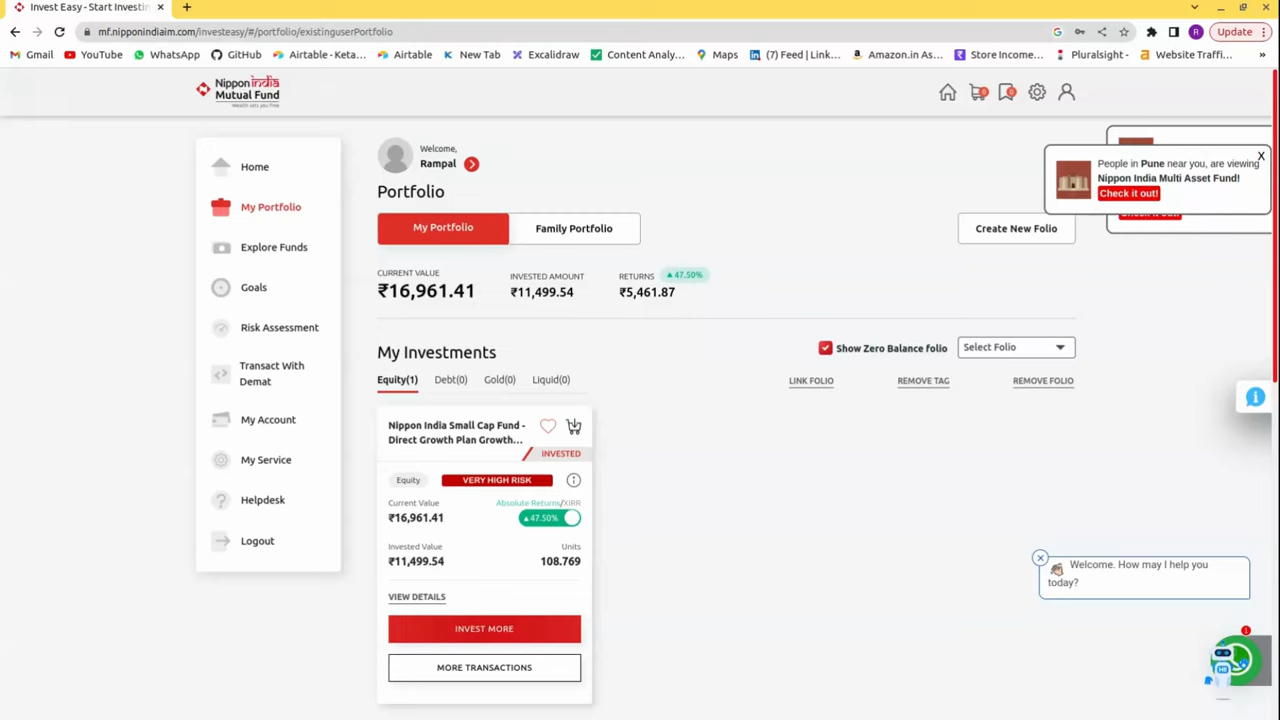 Invest Easy - Start Investin
mf.nipponindiaim.com/investeasy/#/portfolio/existinguserPortfolio
R
Update
Gmail
YouTube
WhatsApp
GitHub
Airtable - Keta...
Airtable
New Tab
Excalidraw
Content Analy...
Maps
(7) Feed | Link...
Amazon.in As...
Store Income...
Pluralsight -
Website Traffi...
»
Nippon india
Mutual Fund
Wealth sets you free
0
0
Home
My Portfolio
Explore Funds
Goals
Risk Assessment
Transact With
Demat
My Account
My Service
Helpdesk
Logout
Welcome,
Rampal
Portfolio
My Portfolio
Family Portfolio
Create New Folio
X
People in Pune near you, are viewing
Nippon India Multi Asset Fund!
Check it out!
CURRENT VALUE
₹16,961.41
INVESTED AMOUNT
₹11,499.54
RETURNS ▲47.50%
₹5,461.87
My Investments
Show Zero Balance folio
Select Folio
Equity(1)
Debt(0)
Gold(0)
Liquid(0)
LINK FOLIO
REMOVE TAG
REMOVE FOLIO
Nippon India Small Cap Fund -
Direct Growth Plan Growth...
INVESTED
Equity
VERY HIGH RISK
Current Value
Absolute Returns/XIRR
₹16,961.41
▲47.50%
Invested Value
Units
₹11,499.54
108.769
VIEW DETAILS
INVEST MORE
MORE TRANSACTIONS
Welcome. How may I help you
today?
1